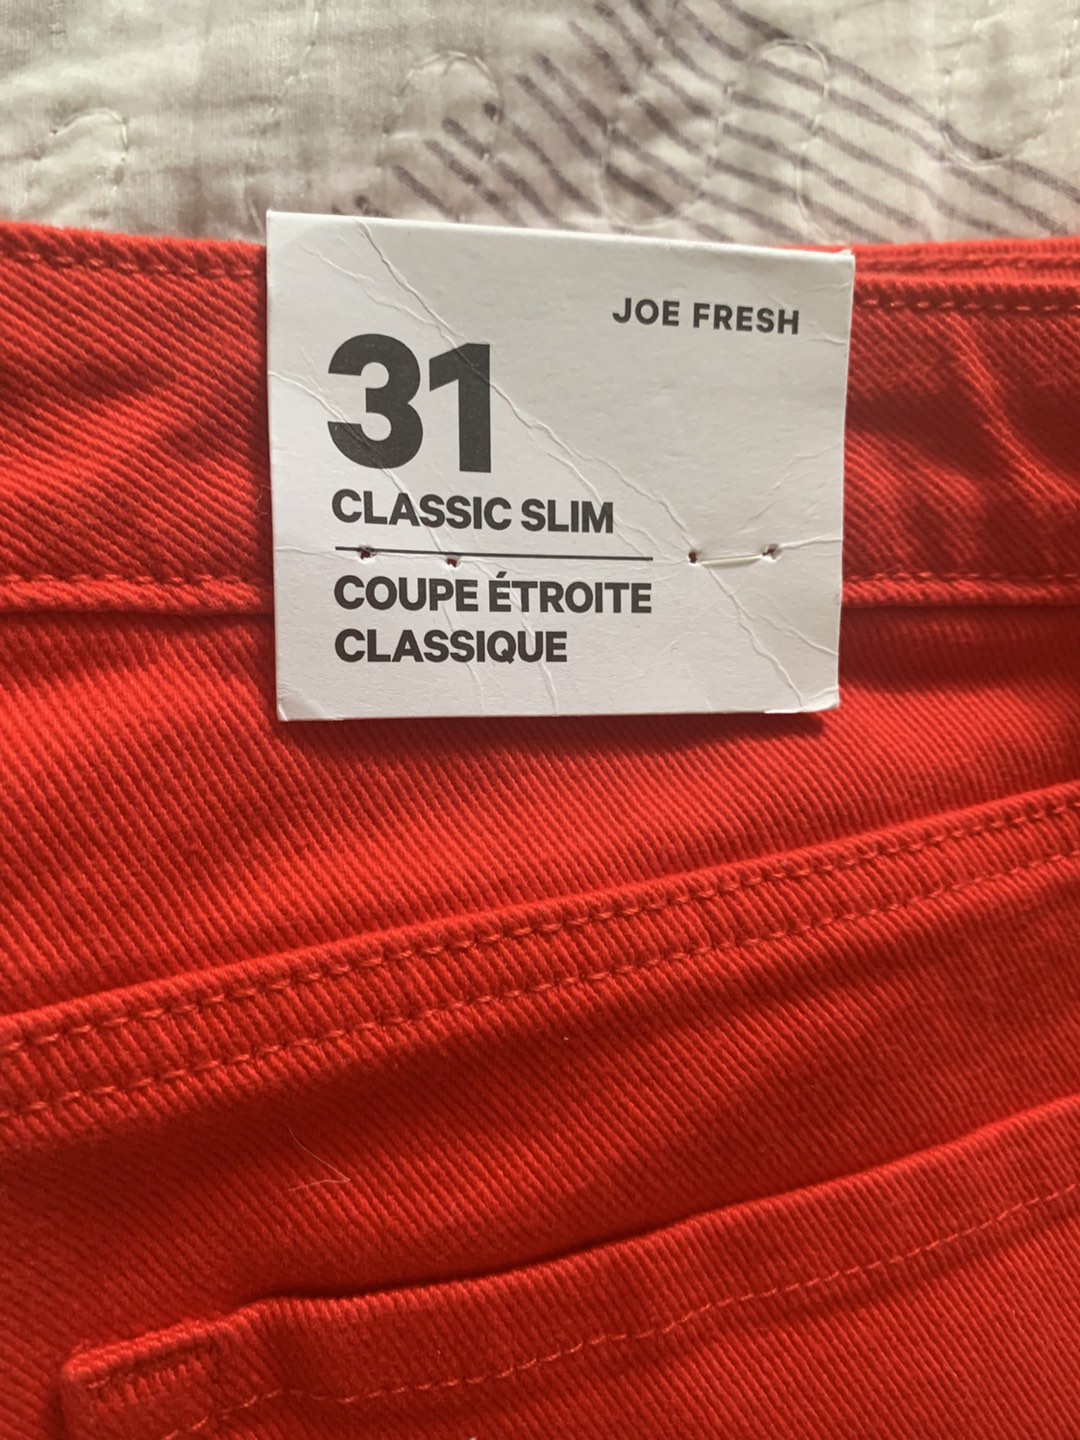 JOE FRESH
31
CLASSIC SLIM
COUPE ÉTROITE
CLASSIQUE